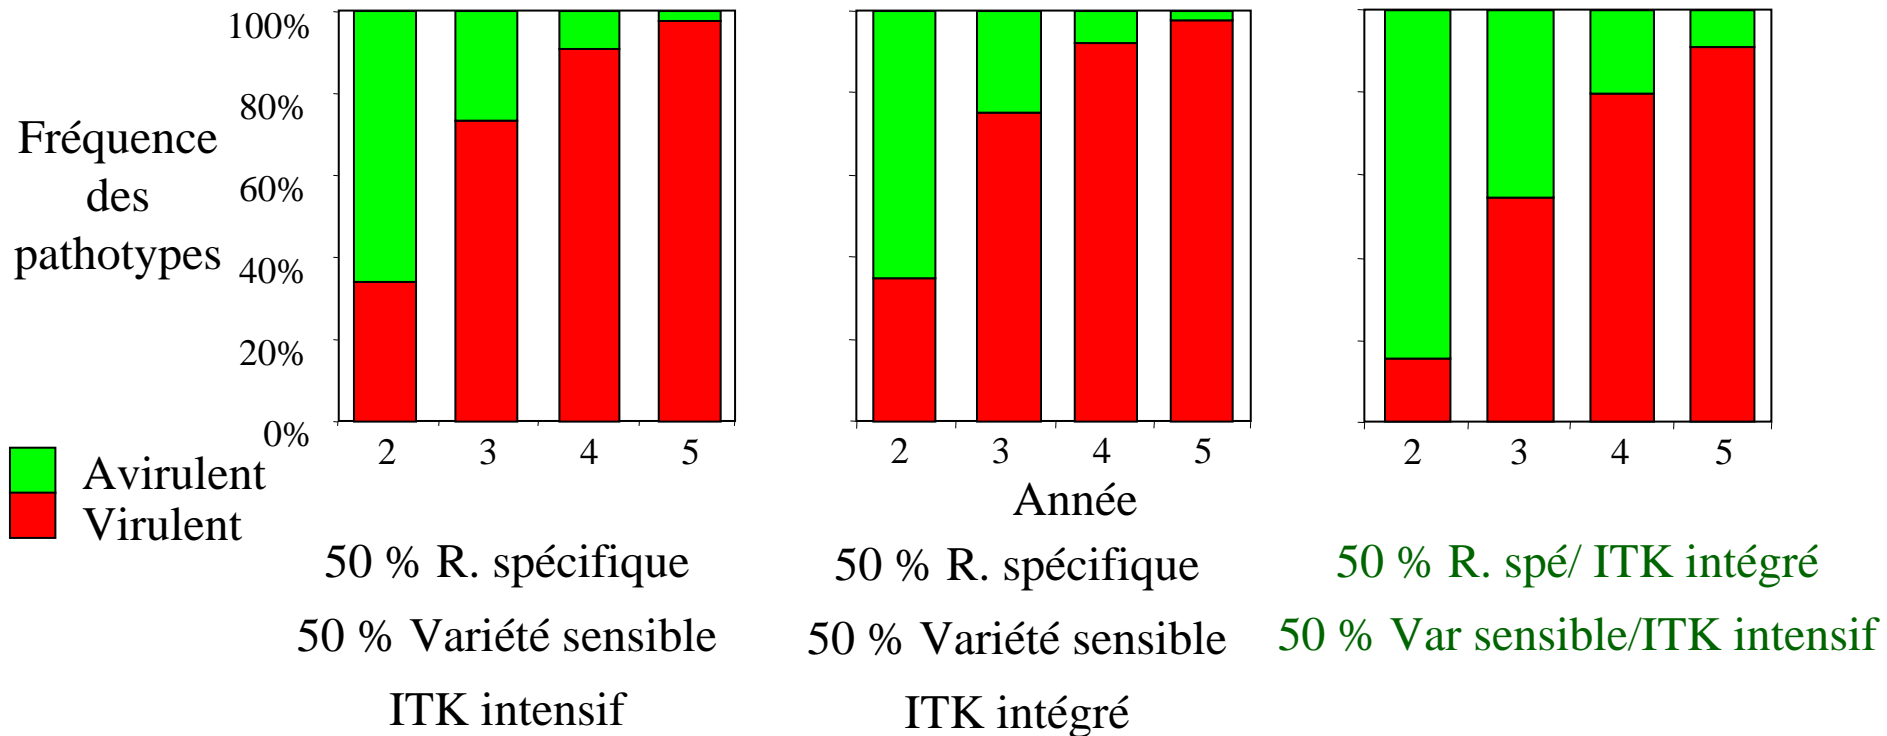 Fréquence
des
pathotypes
100%
80%
60%
40%
20%
0%
2 3 4 5
2 3 4 5
2 3 4 5
Année
Avirulent
Virulent
50 % R. spécifique
50 % Variété sensible
ITK intensif
50 % R. spécifique
50 % Variété sensible
ITK intégré
50 % R. spé/ ITK intégré
50 % Var sensible/ITK intensif